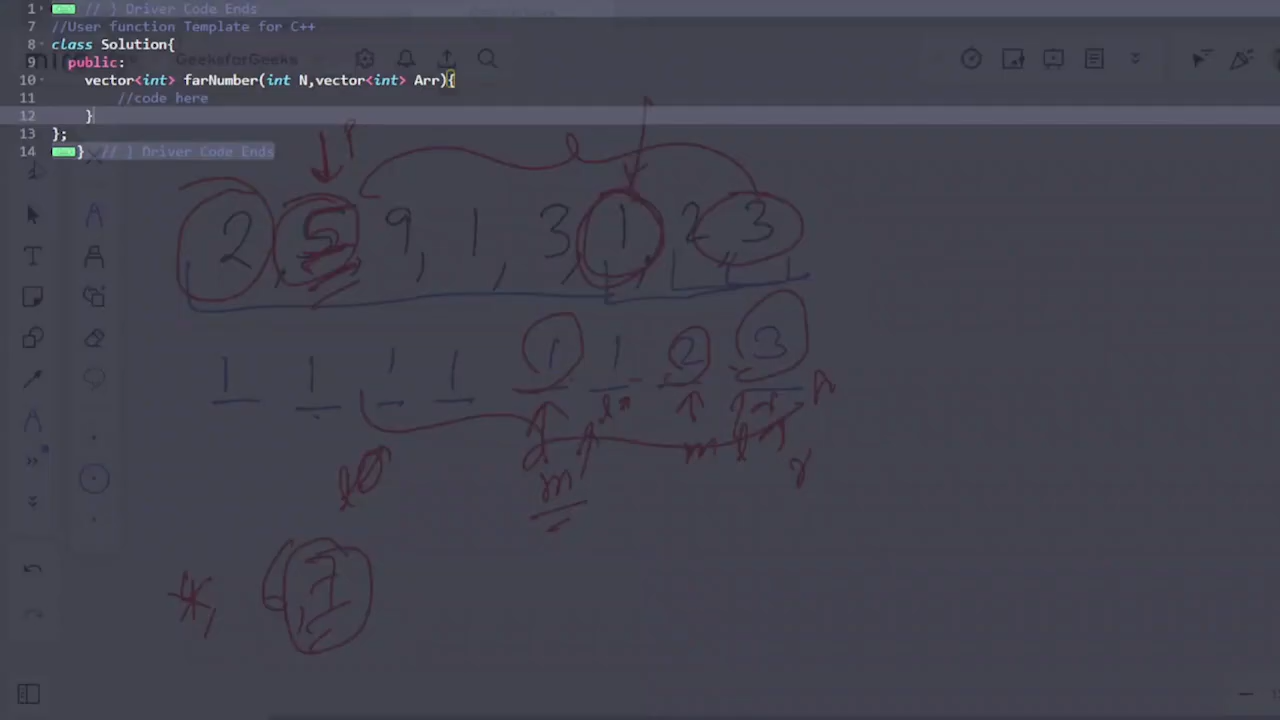 1 // } Driver Code Ends
7 //User function Template for C++
8 class Solution{
9 public:
10 vector<int> farNumber(int N,vector<int> Arr){
11 //code here
12 }
13 };
14 } // } Driver Code Ends
GeeksforGeeks
2 5 9, 1, 3, 1, 2 3
1 1 1 1 1 1 2 3
m l
m
r
7